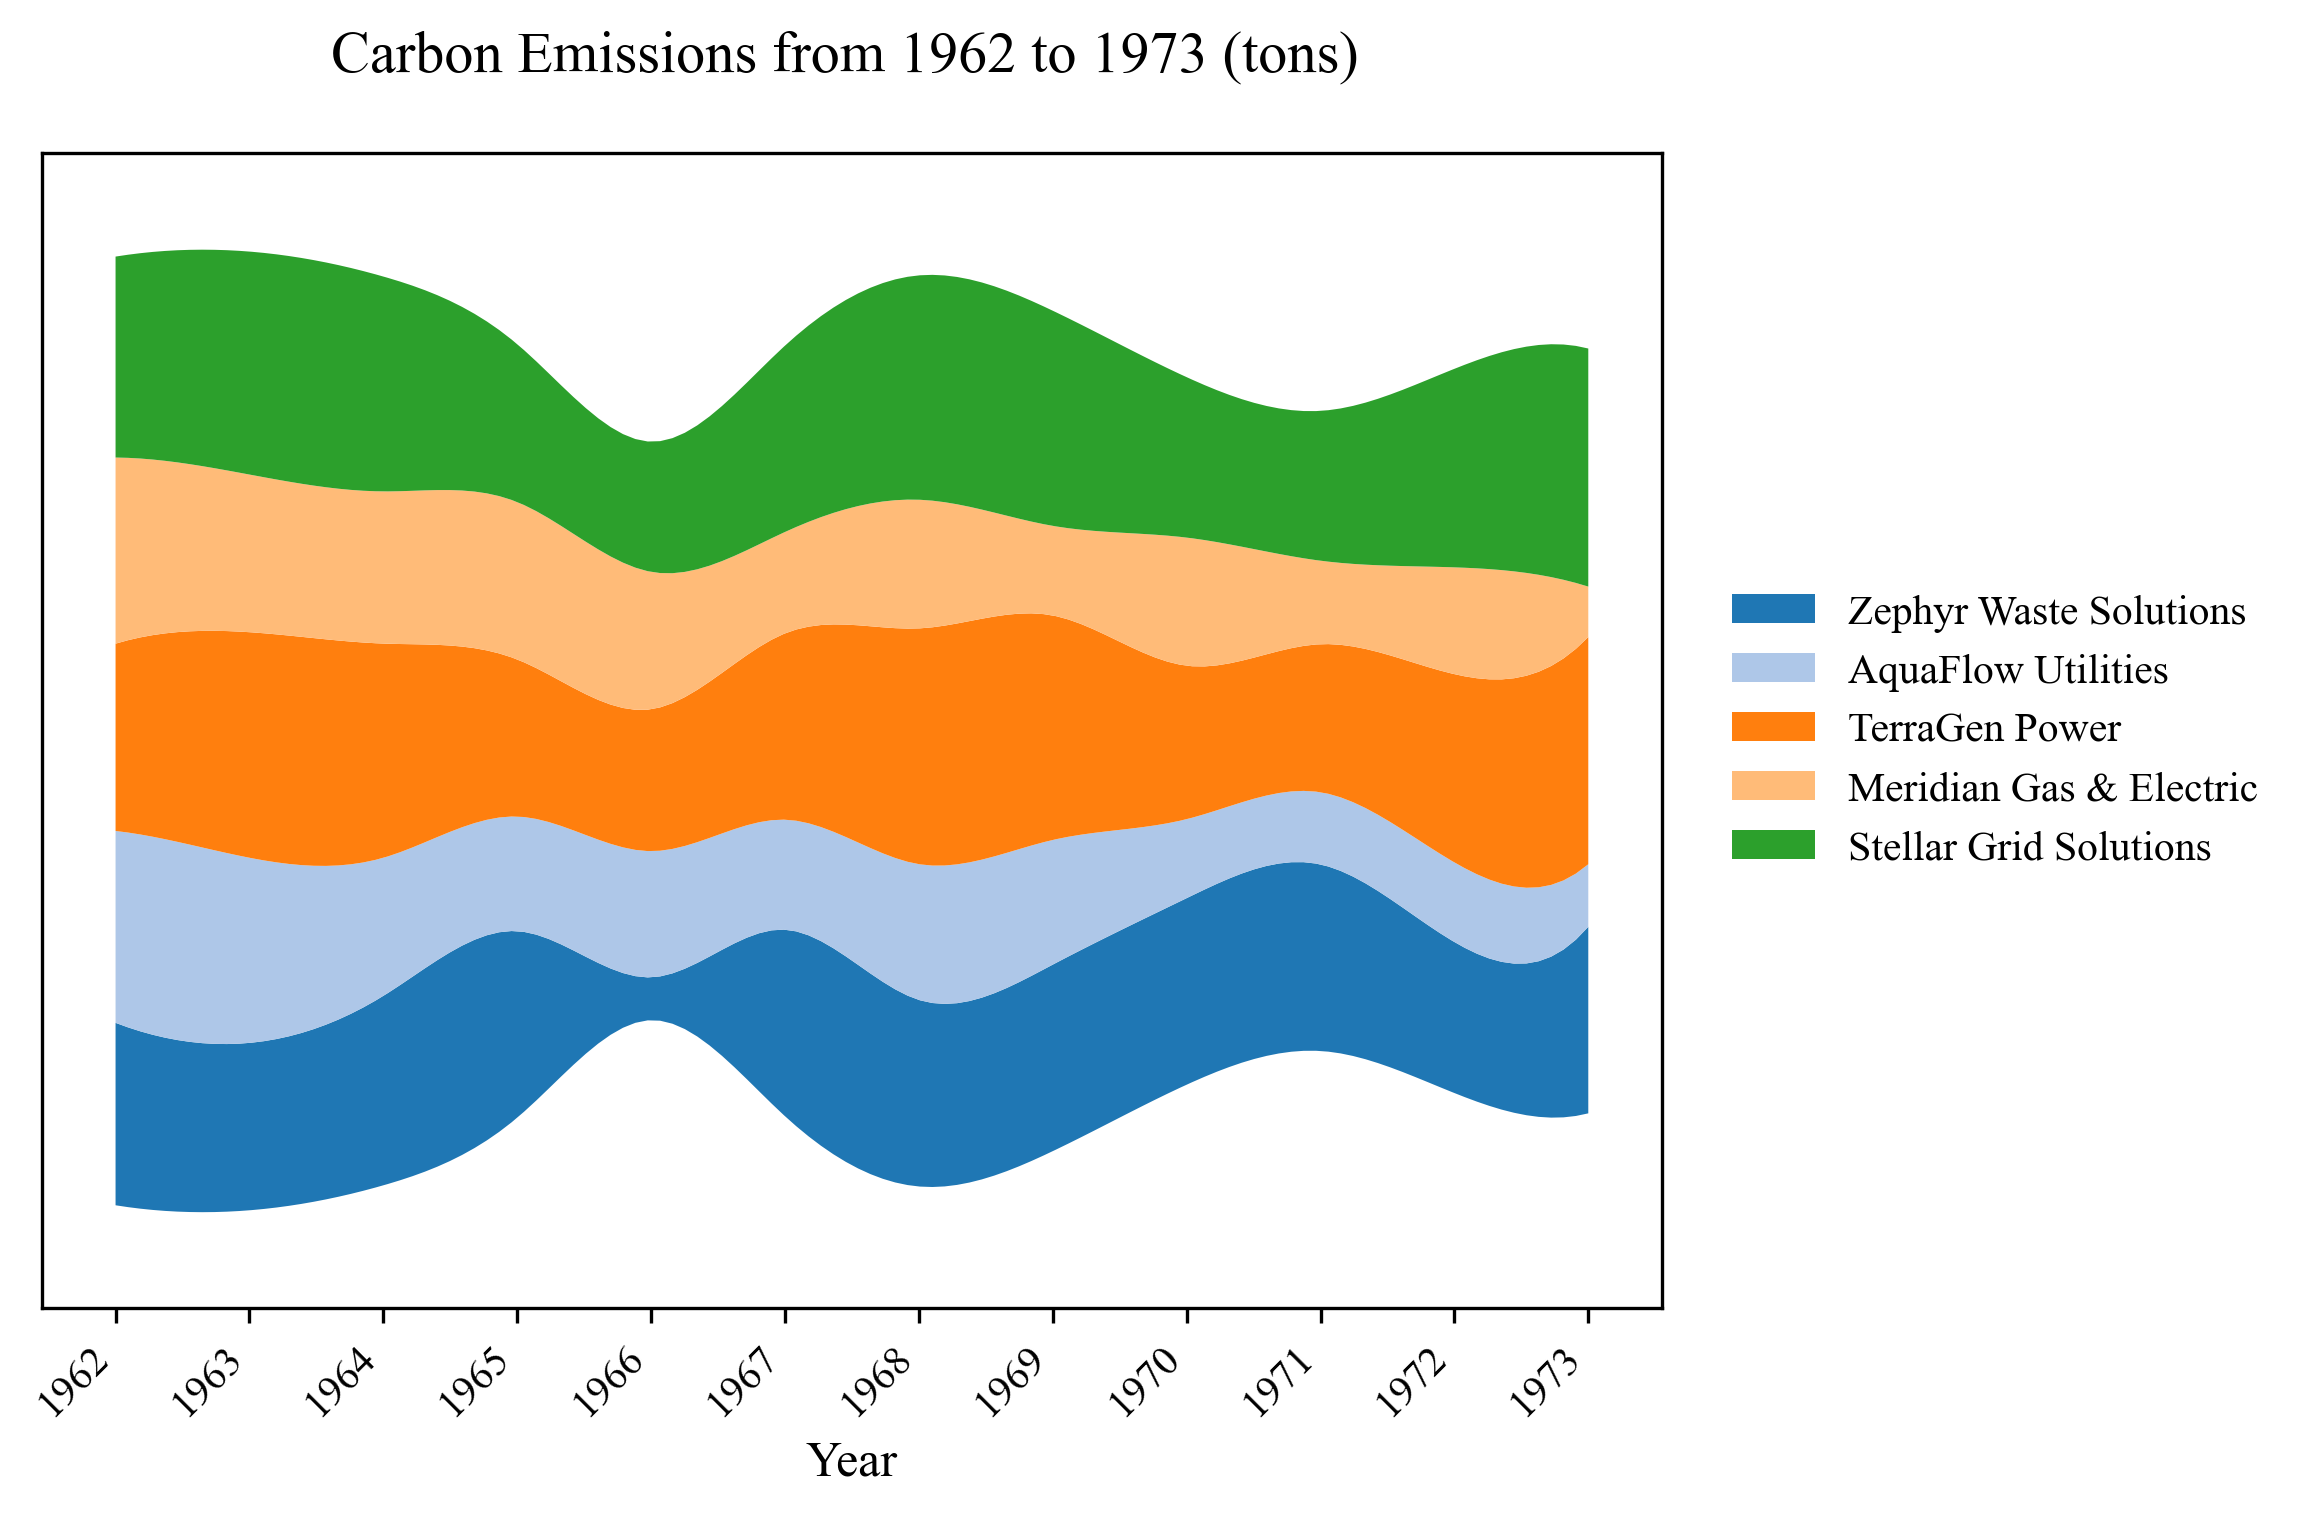 Carbon Emissions from 1962 to 1973 (tons)
Zephyr Waste Solutions
AquaFlow Utilities
TerraGen Power
Meridian Gas & Electric
Stellar Grid Solutions
1962
1963
1964
1965
1966
1967
1968
1969
1970
1971
1972
1973
Year